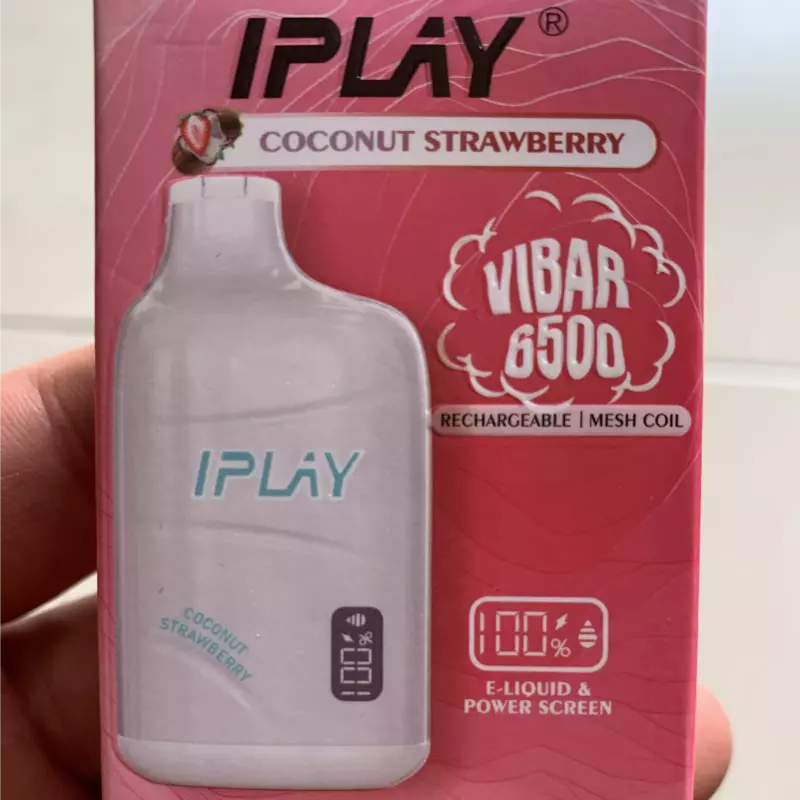 IPLAY®
COCONUT STRAWBERRY
VIBAR
6500
RECHARGEABLE | MESH COIL
IPLAY
COCONUT
STRAWBERRY
100%
100%
E-LIQUID &
POWER SCREEN